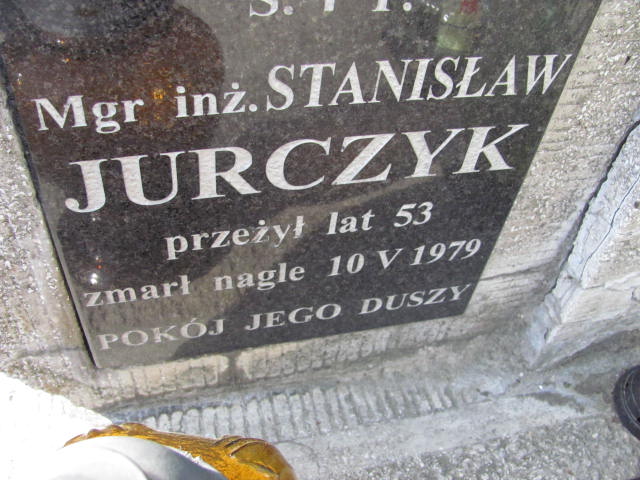 Ś. † P.
Mgr inż. STANISŁAW
JURCZYK
przeżył lat 53
zmarł nagle 10 V 1979
POKÓJ JEGO DUSZY